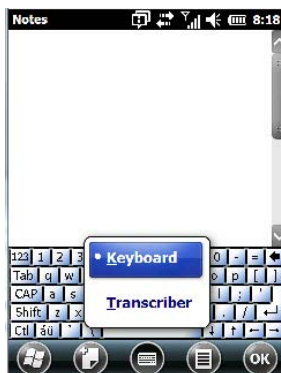 Notes 8:18
123 1 2 3 0 - =
Keyboard
Tab q w o p [ ]
CAP a s l ; '
Transcriber
Shift z x . /
Ctl áü `
OK